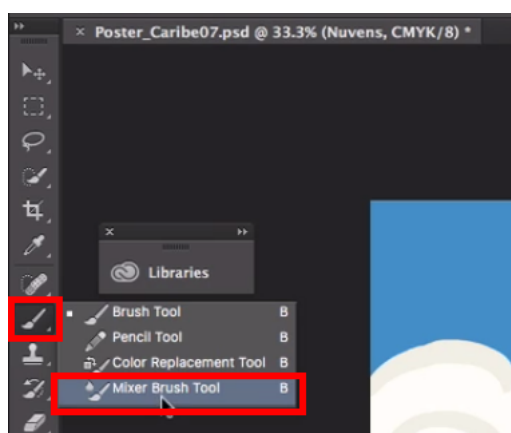 × Poster_Caribe07.psd @ 33.3% (Nuvens, CMYK/8) *
Libraries
Brush Tool B
Pencil Tool B
Color Replacement Tool B
Mixer Brush Tool B